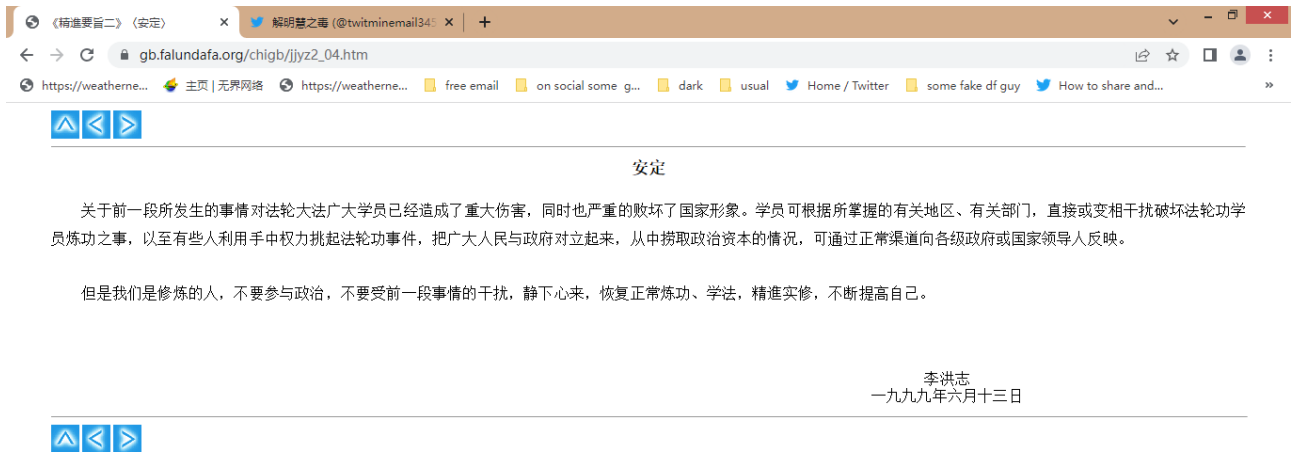 《精進要旨二》〈安定〉
解明慧之毒 (@twitminemail345
gb.falundafa.org/chigb/jjyz2_04.htm
https://weatherne... 主页 | 无界网络 https://weatherne... free email on social some g... dark usual Home / Twitter some fake df guy How to share and... »
安定
关于前一段所发生的事情对法轮大法广大学员已经造成了重大伤害，同时也严重的败坏了国家形象。学员可根据所掌握的有关地区、有关部门，直接或变相干扰破坏法轮功学
员炼功之事，以至有些人利用手中权力挑起法轮功事件，把广大人民与政府对立起来，从中捞取政治资本的情况，可通过正常渠道向各级政府或国家领导人反映。
但是我们是修炼的人，不要参与政治，不要受前一段事情的干扰，静下心来，恢复正常炼功、学法，精進实修，不断提高自己。
李洪志
一九九九年六月十三日